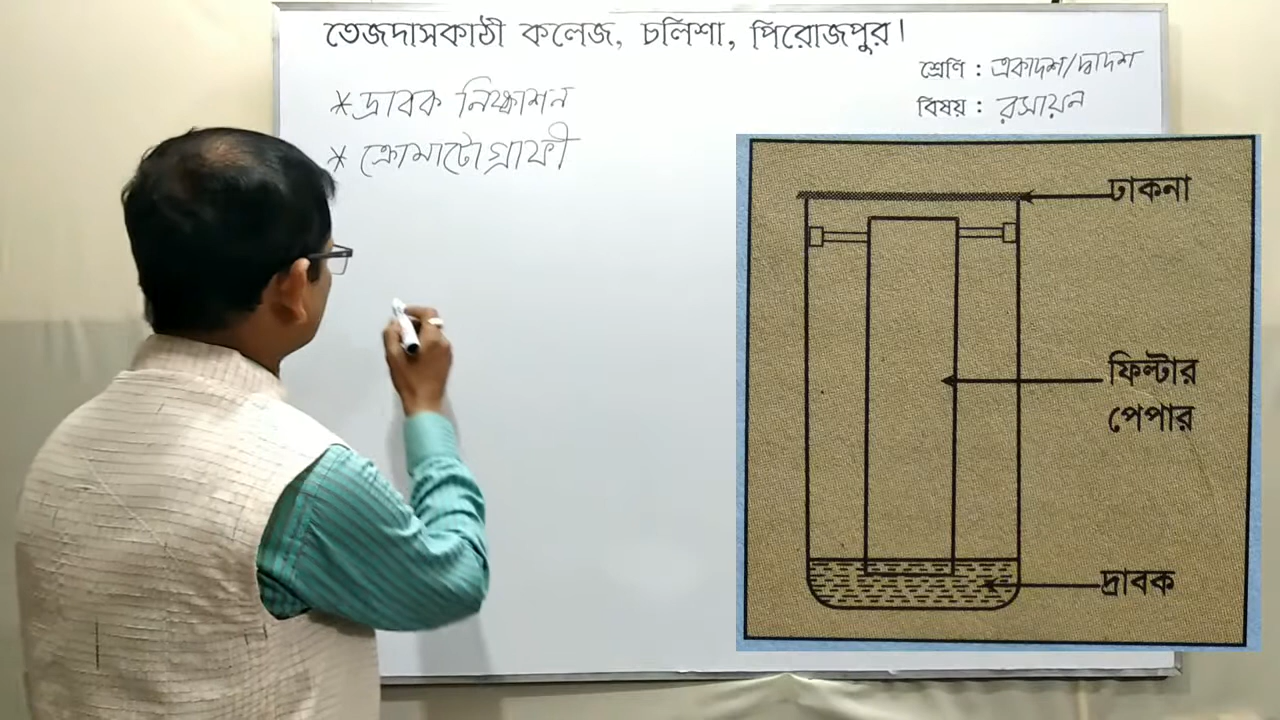 তেজদাসকাঠী কলেজ, চলিশা, পিরোজপুর।
শ্রেণি : একাদশ/দ্বাদশ
বিষয় : রসায়ন
* দ্রাবক নিষ্কাশন
* ক্রোমাটোগ্রাফী
ঢাকনা
ফিল্টার
পেপার
দ্রাবক